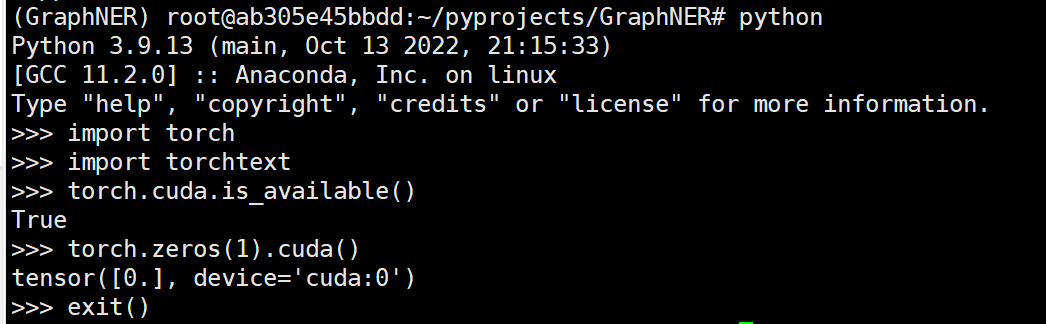 (GraphNER) root@ab305e45bbdd:~/pyprojects/GraphNER# python
Python 3.9.13 (main, Oct 13 2022, 21:15:33)
[GCC 11.2.0] :: Anaconda, Inc. on linux
Type "help", "copyright", "credits" or "license" for more information.
>>> import torch
>>> import torchtext
>>> torch.cuda.is_available()
True
>>> torch.zeros(1).cuda()
tensor([0.], device='cuda:0')
>>> exit()